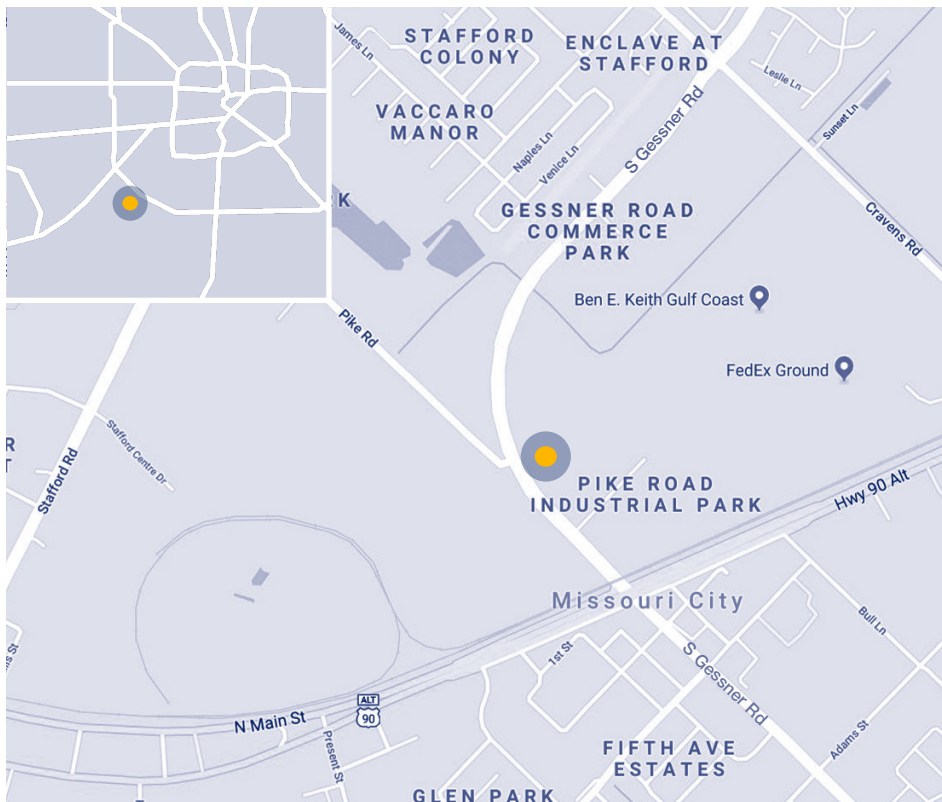 James Ln
STAFFORD
COLONY
ENCLAVE AT
STAFFORD
Leslie Ln
VACCARO
MANOR
Sunset Ln
S Gessner Rd
Naples Ln
Venice Ln
K
GESSNER ROAD
COMMERCE
PARK
Cravens Rd
Ben E. Keith Gulf Coast
Pike Rd
FedEx Ground
Stafford Centre Dr
R
T
Stafford Rd
PIKE ROAD
INDUSTRIAL PARK
Hwy 90 Alt
Missouri City
Bull Ln
1st St
S Gessner Rd
is St
ALT
90
N Main St
Present St
Adams St
FIFTH AVE
ESTATES
GLEN PARK